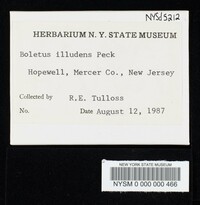 NYSf5212
HERBARIUM N. Y. STATE MUSEUM
Boletus illudens Peck
Hopewell, Mercer Co., New Jersey
Collected by R.E. Tulloss
No. Date August 12, 1987
NEW YORK STATE MUSEUM
NYSM 0 000 000 466